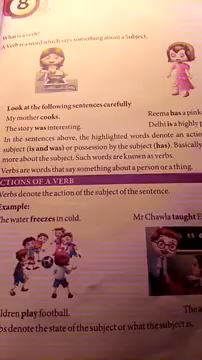 8
What is a verb?
A Verb is a word which says something about a Subject.
Look at the following sentences carefully
My mother cooks.
Reema has a pink
The story was interesting.
Delhi is a highly p
In the sentences above, the highlighted words denote an actio
subject (is and was) or possession by the subject (has). Basically
more about the subject. Such words are known as verbs.
Verbs are words that say something about a person or a thing.
CTIONS OF A VERB
Verbs denote the action of the subject of the sentence.
Example:
The water freezes in cold.
Mr Chawla taught E
ldren play football.
The a
bs denote the state of the subject or what the subject is.